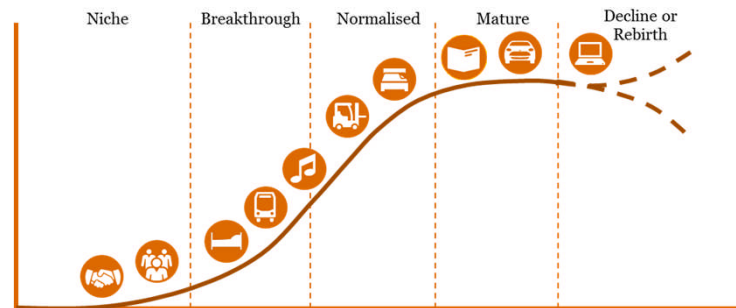 Niche
Breakthrough
Normalised
Mature
Decline or
Rebirth